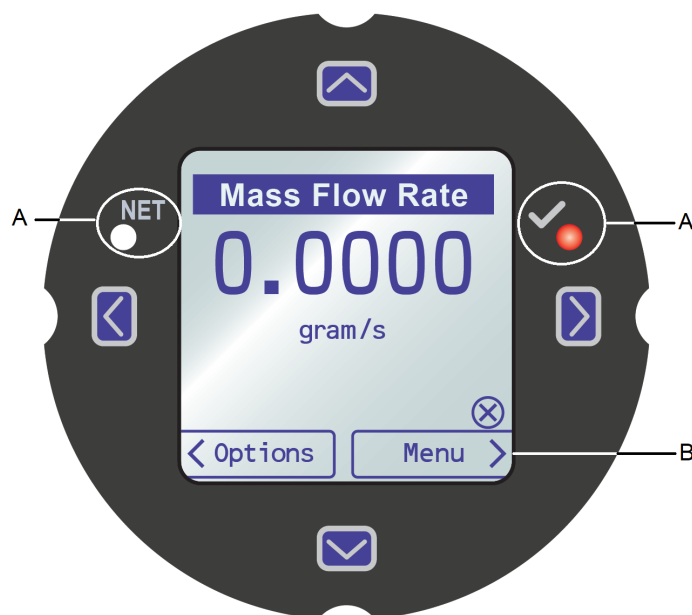 NET
A
A
Mass Flow Rate
0.0000
gram/s
Options
Menu
B